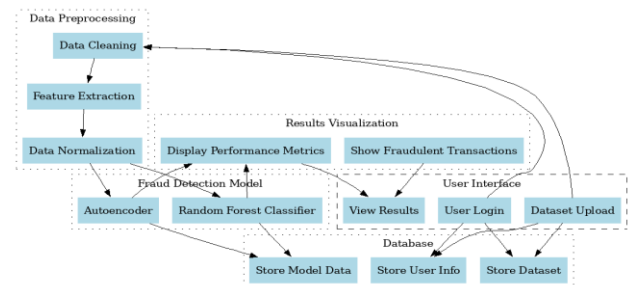 Data Preprocessing
Data Cleaning
Feature Extraction
Data Normalization
Results Visualization
Display Performance Metrics
Show Fraudulent Transactions
Fraud Detection Model
Autoencoder
Random Forest Classifier
User Interface
View Results
User Login
Dataset Upload
Database
Store Model Data
Store User Info
Store Dataset